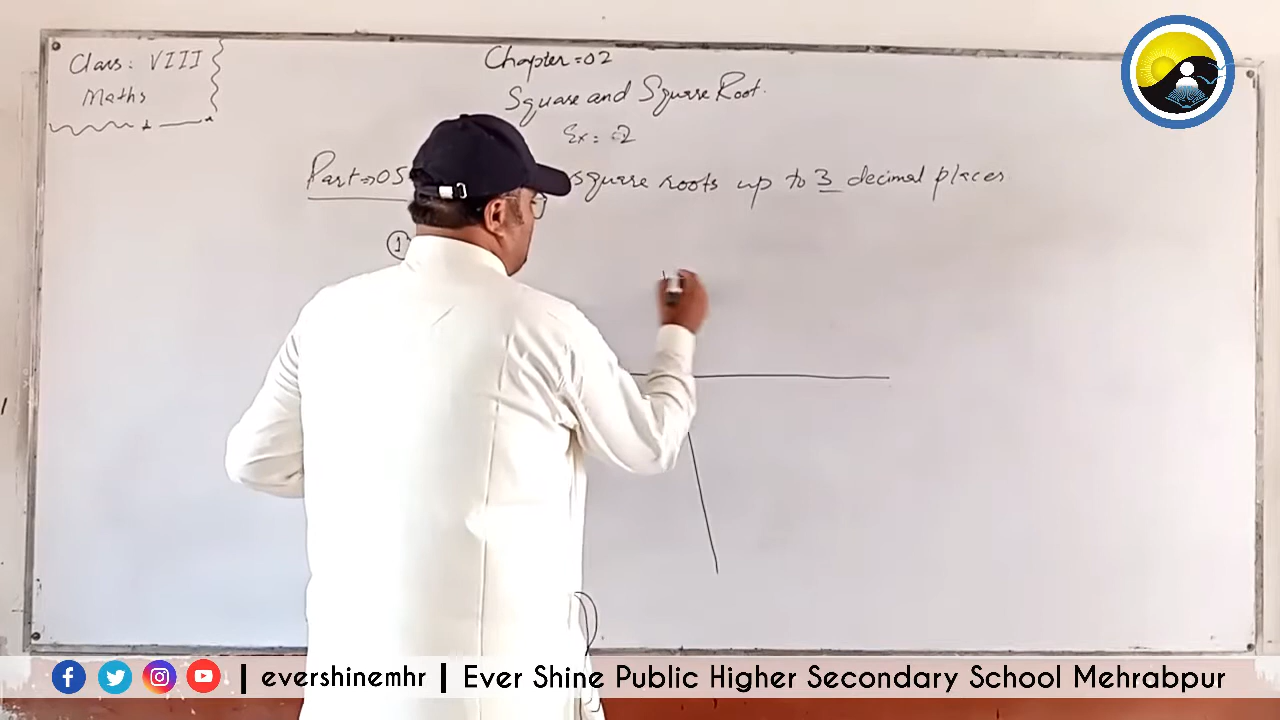 Class: VIII
Maths
Chapter = 02
Square and Square Root.
Ex: 02
Part => 05 square roots up to 3 decimal places
1
| evershinemhr | Ever Shine Public Higher Secondary School Mehrabpur